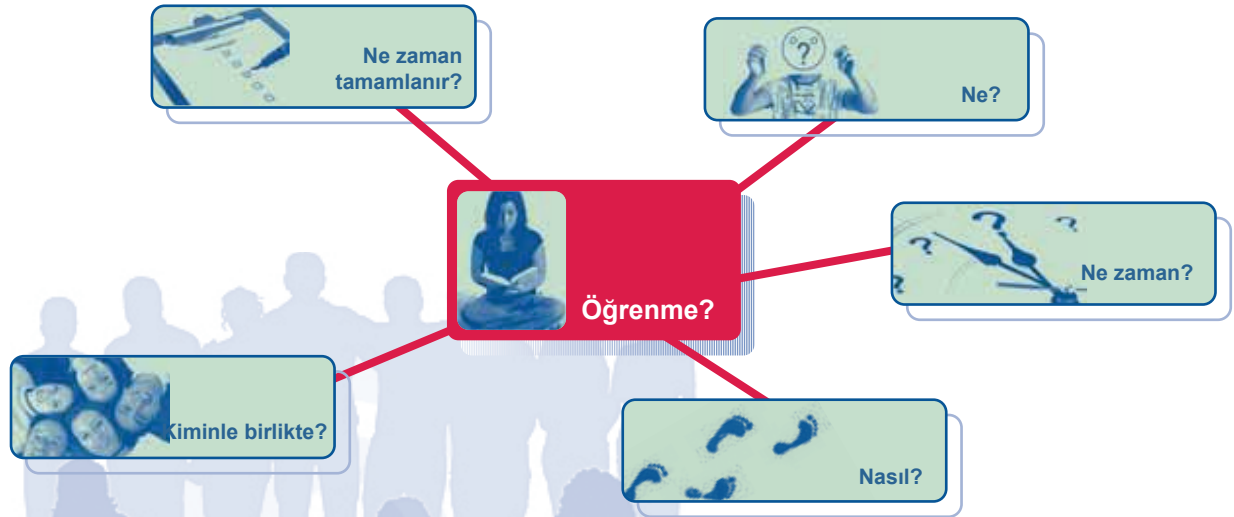 Ne zaman
tamamlanır?
Ne?
Öğrenme?
Ne zaman?
Kiminle birlikte?
Nasıl?